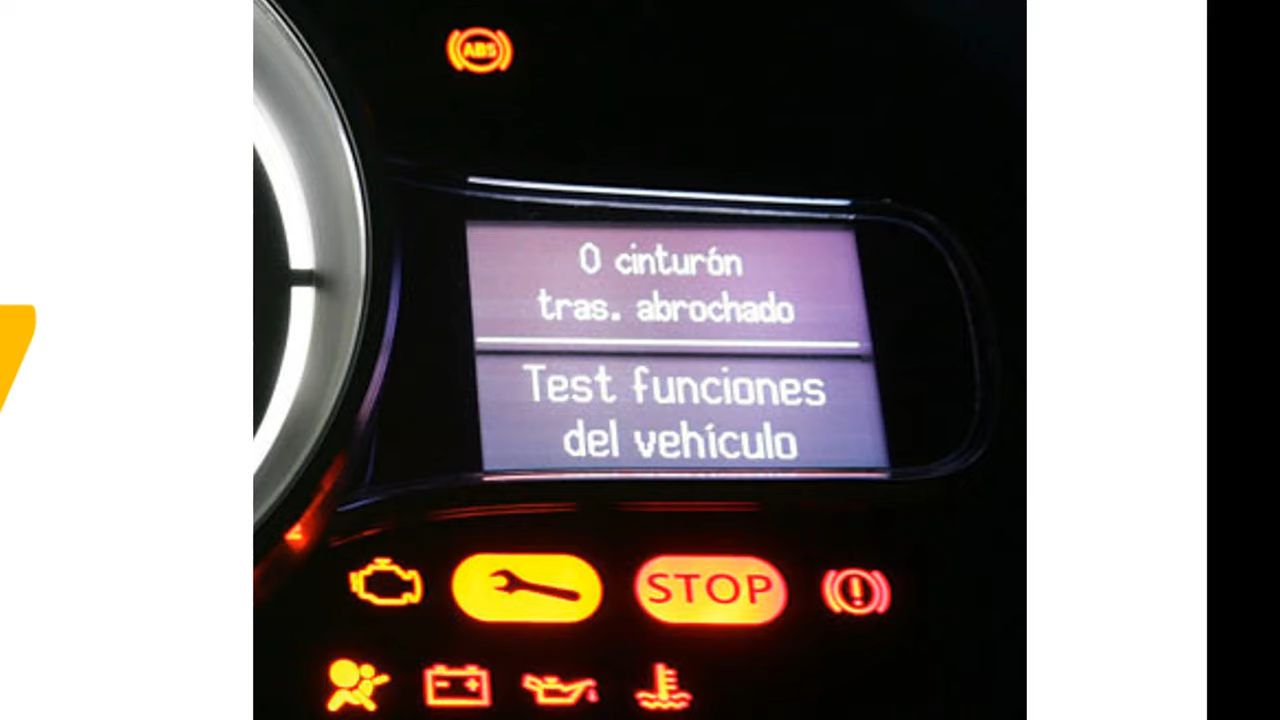 ABS
0 cinturón
tras. abrochado
Test funciones
del vehículo
STOP